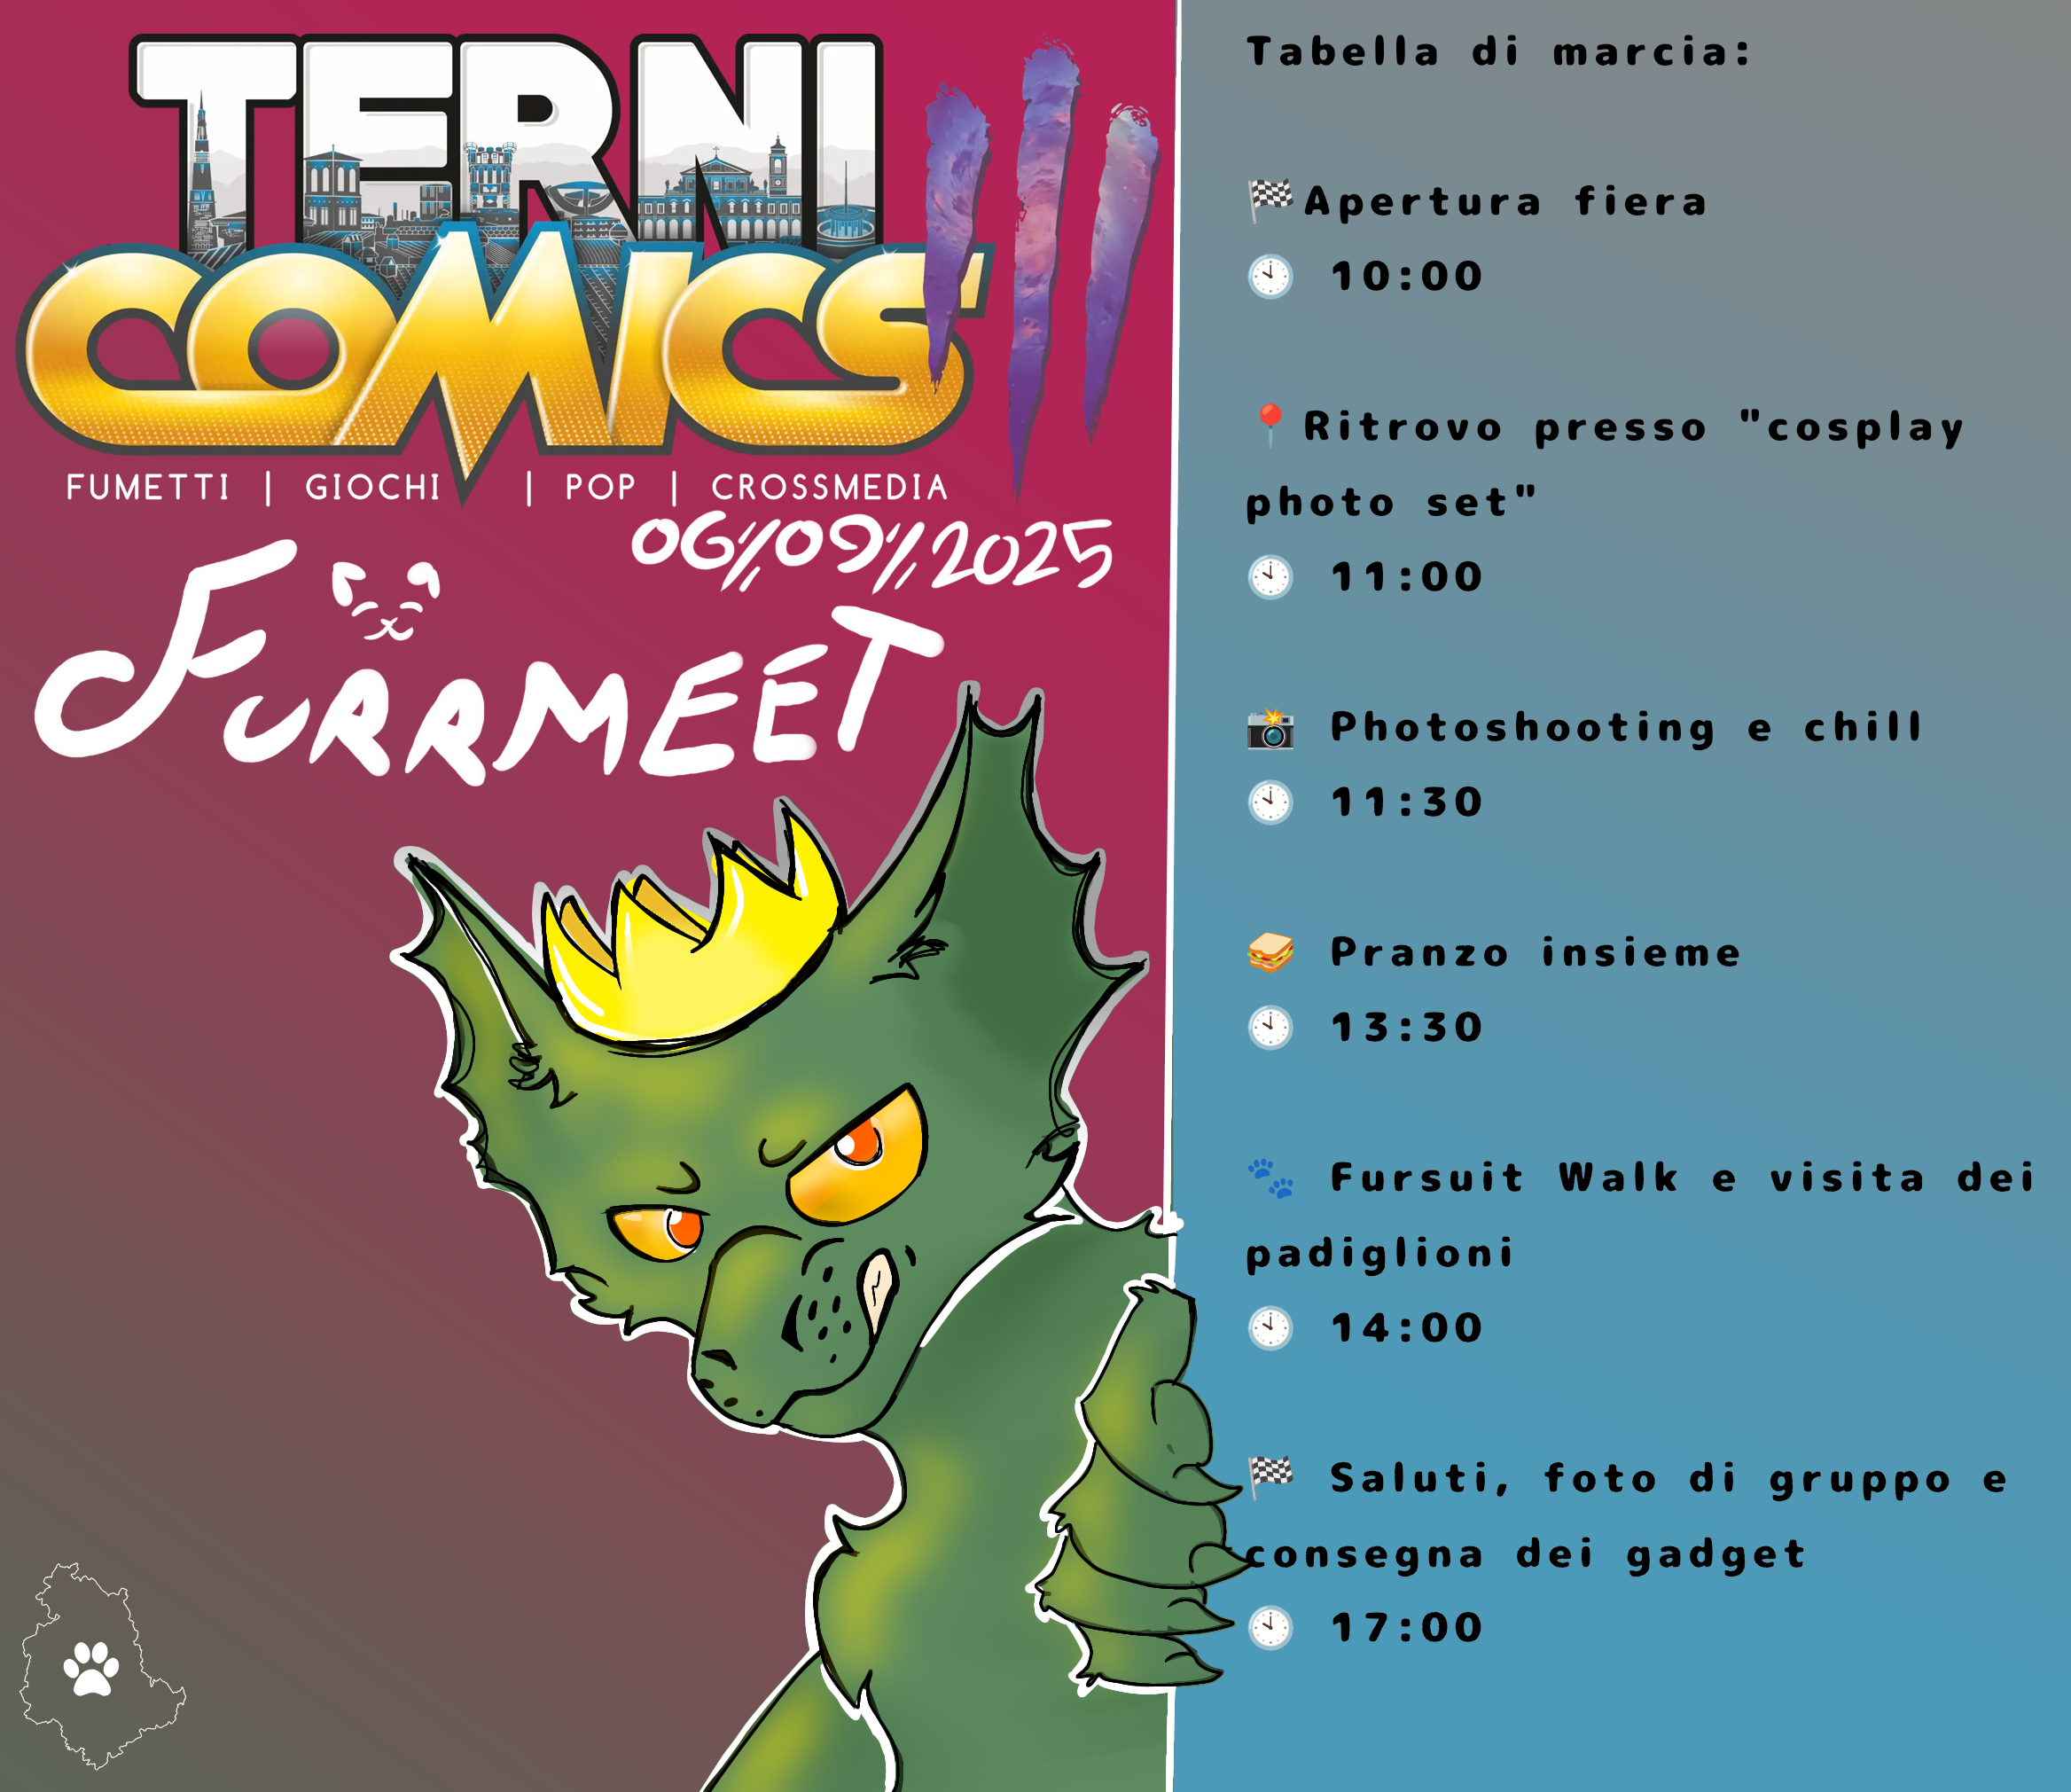 TERNI
COMICS III
FUMETTI | GIOCHI | POP | CROSSMEDIA
06//09//2025
FURRMEET
Tabella di marcia:
🏁Apertura fiera
🕙 10:00
📍Ritrovo presso "cosplay
photo set"
🕙 11:00
📸 Photoshooting e chill
🕙 11:30
🥪 Pranzo insieme
🕙 13:30
🐾 Fursuit Walk e visita dei
padiglioni
🕙 14:00
🏁 Saluti, foto di gruppo e
consegna dei gadget
🕙 17:00